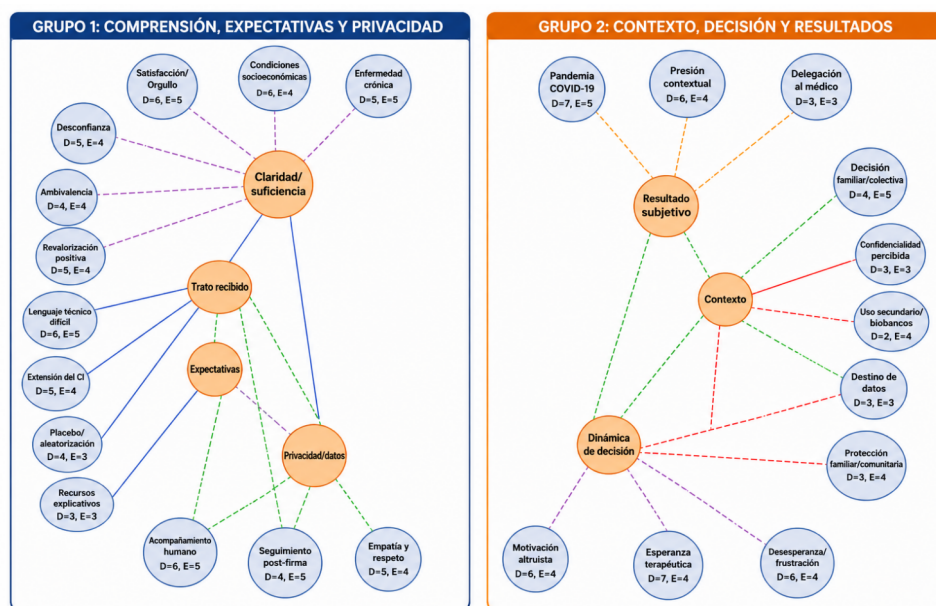 GRUPO 1: COMPRENSIÓN, EXPECTATIVAS Y PRIVACIDAD
Satisfacción/
Orgullo
D=6, E=5
Condiciones
socioeconómicas
D=6, E=4
Enfermedad
crónica
D=5, E=5
Desconfianza
D=5, E=4
Claridad/
suficiencia
Ambivalencia
D=4, E=4
Revalorización
positiva
D=5, E=4
Trato recibido
Lenguaje técnico
difícil
D=6, E=5
Expectativas
Extensión del CI
D=5, E=4
Placebo/
aleatorización
D=4, E=3
Privacidad/datos
Recursos
explicativos
D=3, E=3
Acompañamiento
humano
D=6, E=5
Seguimiento
post-firma
D=4, E=5
Empatía y
respeto
D=5, E=4
GRUPO 2: CONTEXTO, DECISIÓN Y RESULTADOS
Pandemia
COVID-19
D=7, E=5
Presión
contextual
D=6, E=4
Delegación
al médico
D=3, E=3
Resultado
subjetivo
Decisión
familiar/colectiva
D=4, E=5
Confidencialidad
percibida
D=3, E=3
Contexto
Uso secundario/
biobancos
D=2, E=4
Destino de
datos
D=3, E=3
Dinámica
de decisión
Protección
familiar/comunitaria
D=3, E=4
Motivación
altruista
D=6, E=4
Esperanza
terapéutica
D=7, E=4
Desesperanza/
frustración
D=6, E=4